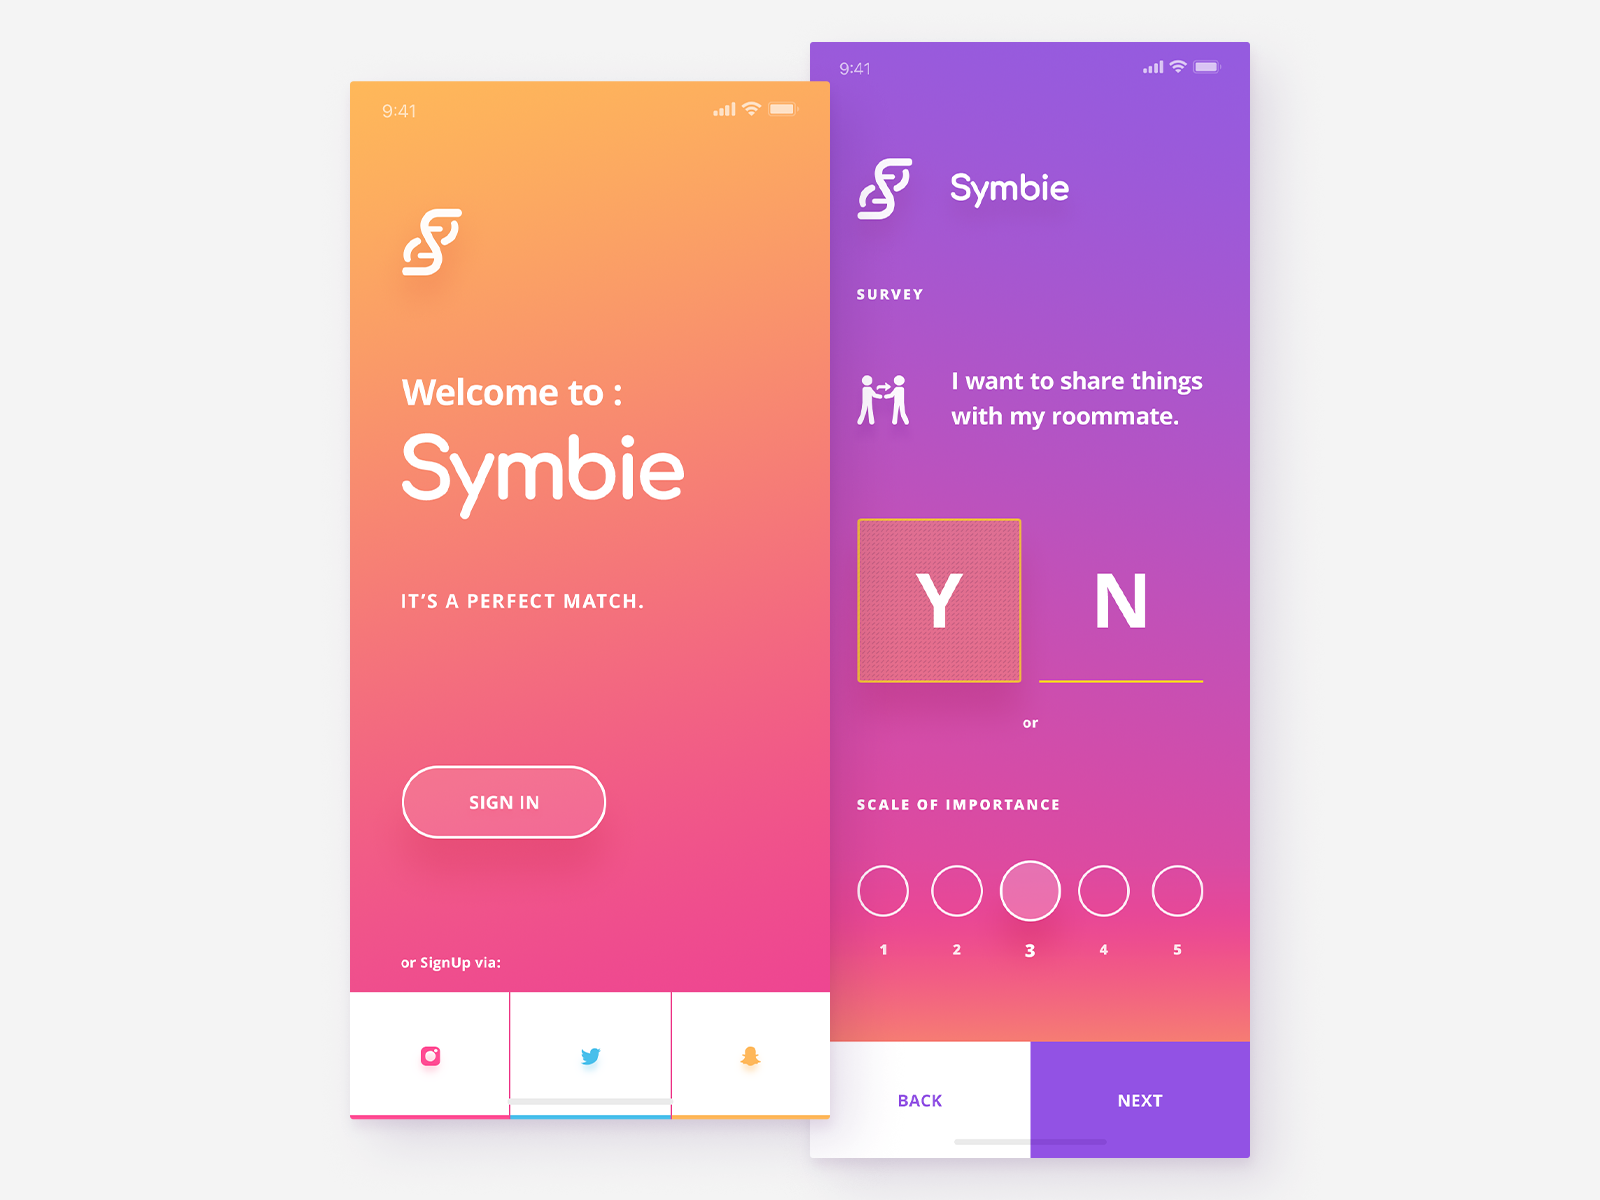 9:41
Welcome to :
Symbie
IT'S A PERFECT MATCH.
SIGN IN
or SignUp via:
9:41
Symbie
SURVEY
I want to share things
with my roommate.
Y N
or
SCALE OF IMPORTANCE
1 2 3 4 5
BACK NEXT